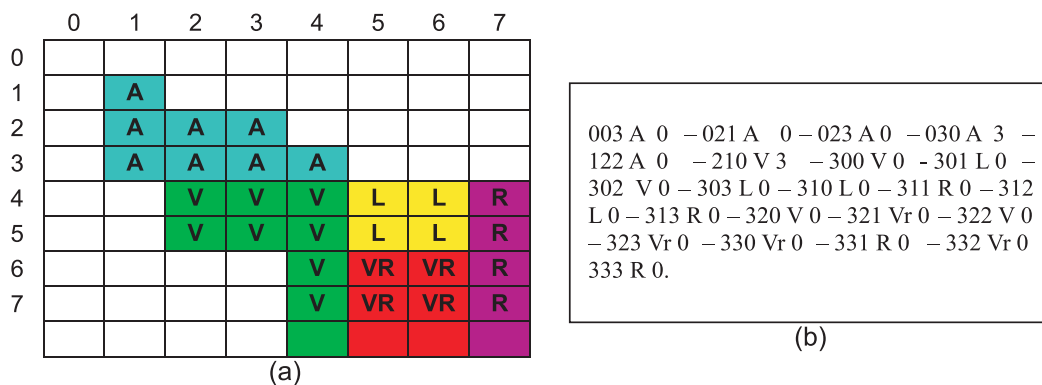 0 1 2 3 4 5 6 7
0
1 A
2 A A A
3 A A A A
4 V V V L L R
5 V V V L L R
6 V VR VR R
7 V VR VR R
(a)
003 A 0 – 021 A 0 – 023 A 0 – 030 A 3 –
122 A 0 – 210 V 3 – 300 V 0 - 301 L 0 –
302 V 0 – 303 L 0 – 310 L 0 – 311 R 0 – 312
L 0 – 313 R 0 – 320 V 0 – 321 Vr 0 – 322 V 0
– 323 Vr 0 – 330 Vr 0 – 331 R 0 – 332 Vr 0
333 R 0.
(b)